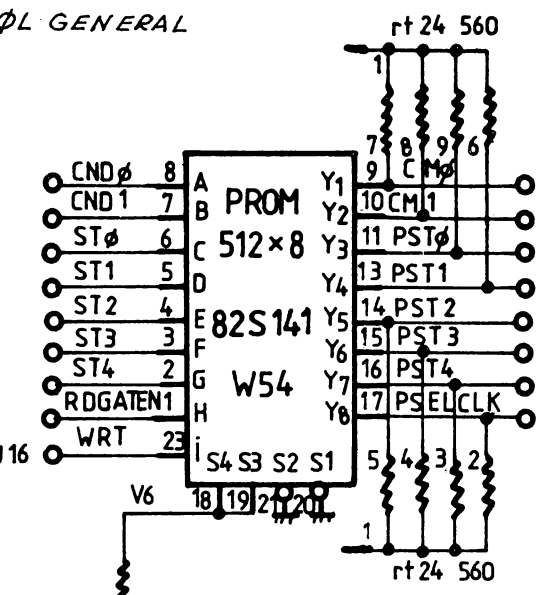 ØL GENERAL
rt 24 560
1
7 8 9 6
CNDØ 8 A PROM Y1 9 CMØ
CND1 7 B 512×8 Y2 10 CM1
STØ 6 C Y3 11 PSTØ
ST1 5 D Y4 13 PST1
ST2 4 E 82S141 Y5 14 PST2
ST3 3 F Y6 15 PST3
ST4 2 G W54 Y7 16 PST4
RDGATEN 1 H Y8 17 PSELCLK
16 WRT 23 i
S4 S3 S2 S1
5 4 3 2
V6 18 19 21 20
1
rt 24 560